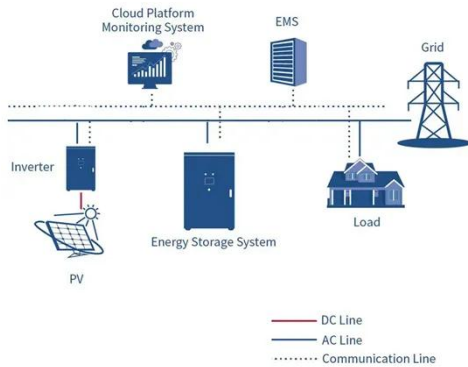 Cloud Platform
Monitoring System
EMS
Grid
Inverter
Energy Storage System
Load
PV
DC Line
AC Line
Communication Line